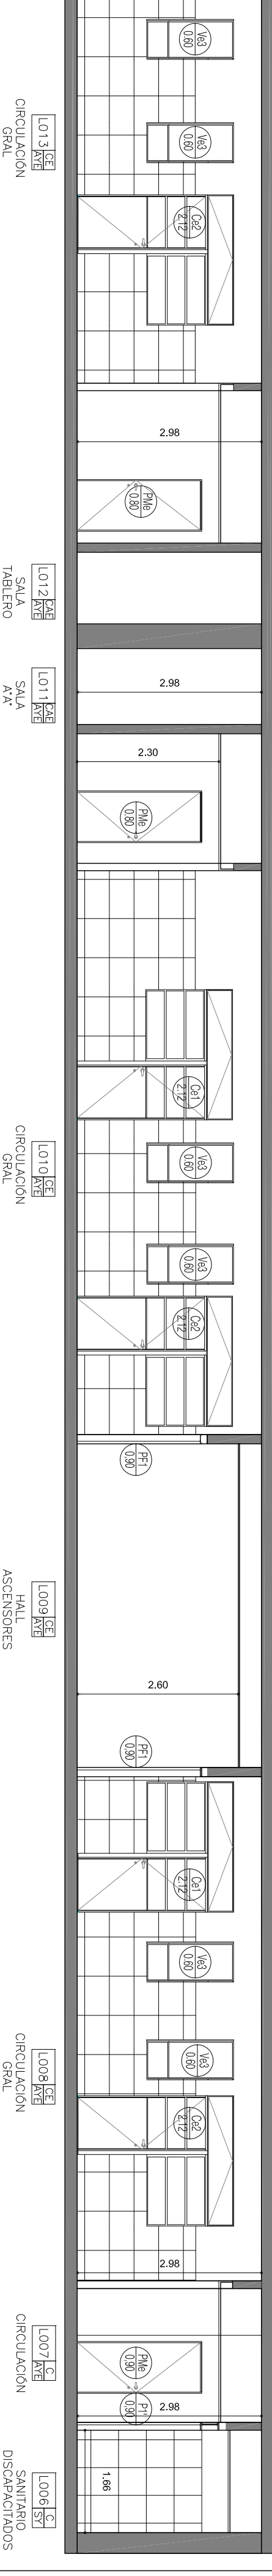 Ve3
0.60
Ve3
0.60
L013 CE AYE
CIRCULACIÓN
GRAL
Ce2
2.12
2.98
PMe
0.80
L012 CAE AYE
SALA
TABLERO
L011 CAE AYE
SALA
A°A°
2.98
2.30
PMe
0.80
Ce1
2.12
L010 CE AYE
CIRCULACIÓN
GRAL
Ve3
0.60
Ve3
0.60
Ce2
2.12
PF1
0.90
L009 CE AYE
HALL
ASCENSORES
2.60
PF1
0.90
Ce1
2.12
Ve3
0.60
L008 CE AYE
CIRCULACIÓN
GRAL
Ve3
0.60
Ce2
2.12
2.98
L007 C AYE
CIRCULACIÓN
PMe
0.90
P1
0.90
2.98
1.66
L006 C SY
SANITARIO
DISCAPACITADOS